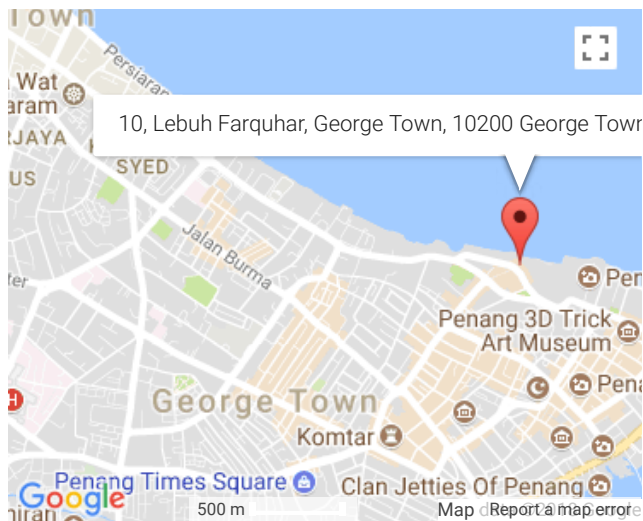 Town
Persiaran
Wat
aram
RJAYA
SYED
US
10, Lebuh Farquhar, George Town, 10200 George Town
Jalan Burma
ter
Pen
Penang 3D Trick
Art Museum
Pena
H
George Town
Komtar
Penang Times Square
Clan Jetties Of Penang
Google
niran
500 m
Map
Report a map error